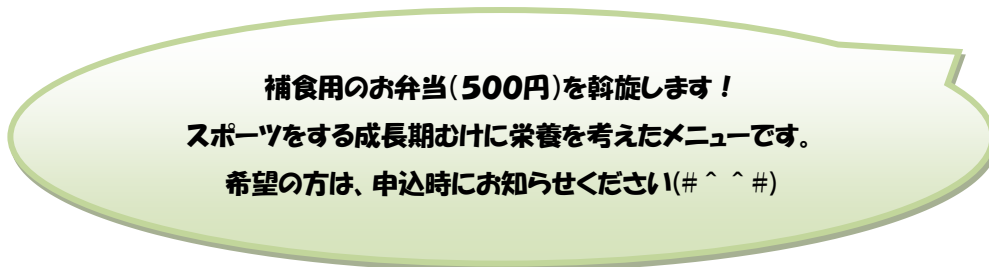 補食用のお弁当(500円)を斡旋します！
スポーツをする成長期むけに栄養を考えたメニューです。
希望の方は、申込時にお知らせください(#＾＾#)